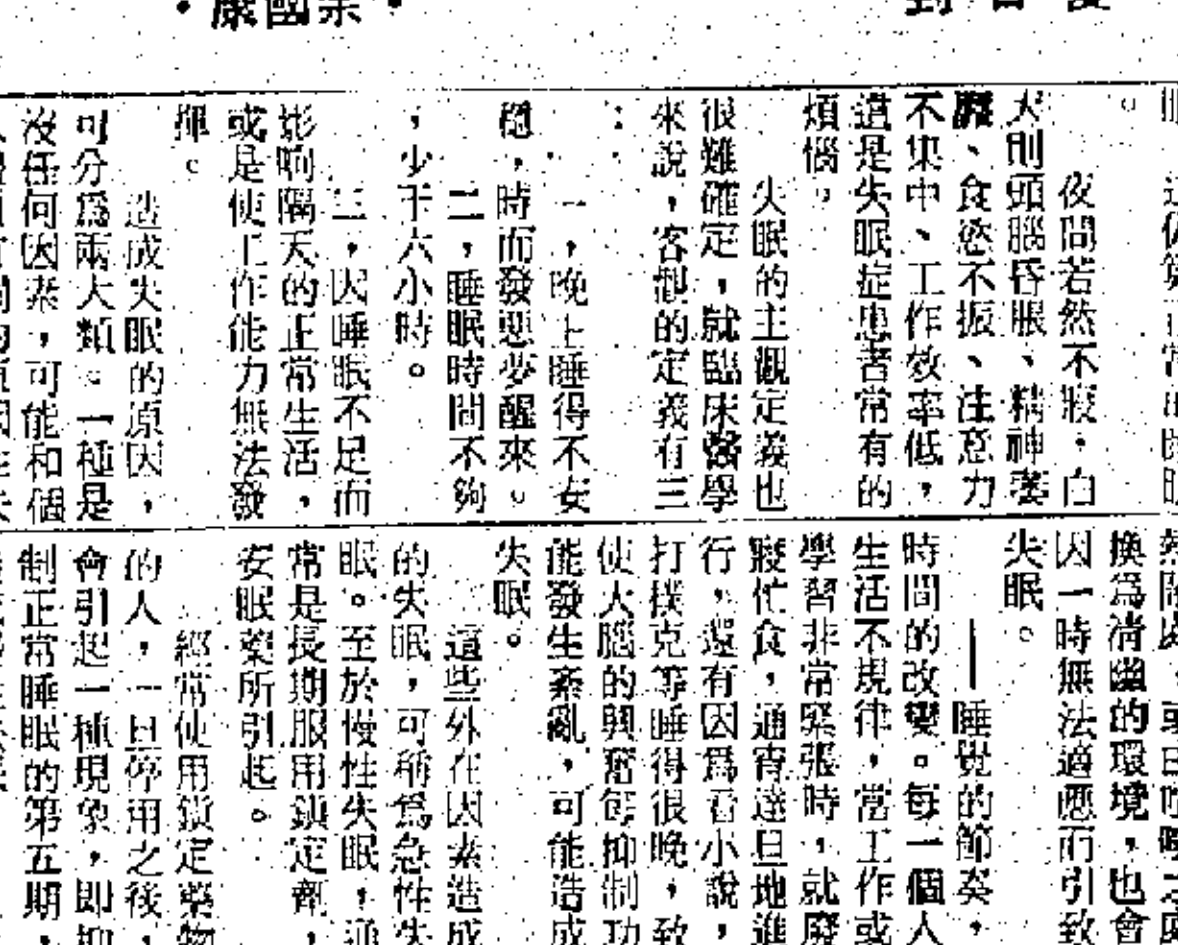 ・康國柒・
夜間若然不寢，白
天則頭腦昏脹、精神萎
靡、食慾不振、注意力
不集中、工作效率低，
這是失眠症患者常有的
煩惱。
失眠的主觀定義也
很難確定，就臨床醫學
來說，客觀的定義有三
：
一，晚上睡得不安
穩，時而發惡夢醒來。
二，睡眠時間不夠
，少于六小時。
三，因睡眠不足而
影响隔天的正常生活，
或是使工作能力無法發
揮。
造成失眠的原因，
可分爲兩大類。一種是
沒任何因素，可能和個
換爲清幽的環境，也會
因一時無法適應而引致
失眠。
——睡覺的節奏，
時間的改變。每一個人
生活不規律，當工作或
學習非常緊張時，就廢
寢忙食，通宵達旦地進
行，還有因爲看小說，
打撲克等睡得很晚，致
使大腦的興奮每抑制功
能發生紊亂，可能造成
失眠。
這些外在因素造成
的失眠，可稱爲急性失
眠。至於慢性失眠，通
常是長期服用鎮定劑，
安眠藥所引起。
經常使用鎮定藥物
的人，一旦停用之後，
會引起一種現象，即抑
制正常睡眠的第五期，